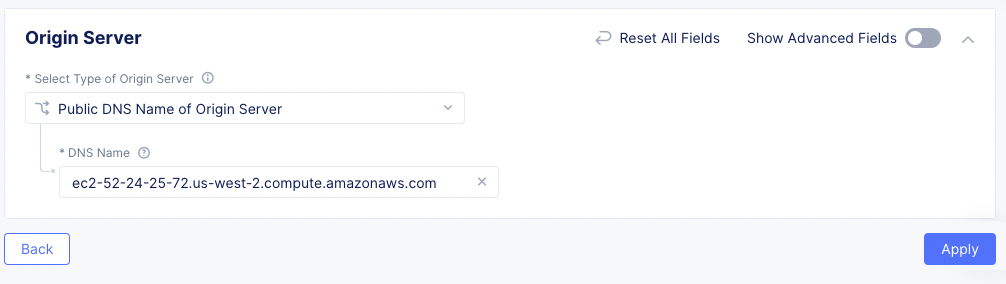 Origin Server
Reset All Fields
Show Advanced Fields
* Select Type of Origin Server
Public DNS Name of Origin Server
* DNS Name
ec2-52-24-25-72.us-west-2.compute.amazonaws.com
Back
Apply